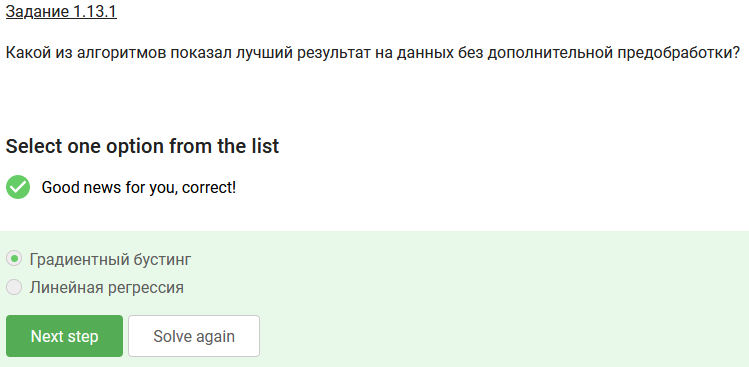 Задание 1.13.1
Какой из алгоритмов показал лучший результат на данных без дополнительной предобработки?
Select one option from the list
Good news for you, correct!
Градиентный бустинг
Линейная регрессия
Next step
Solve again